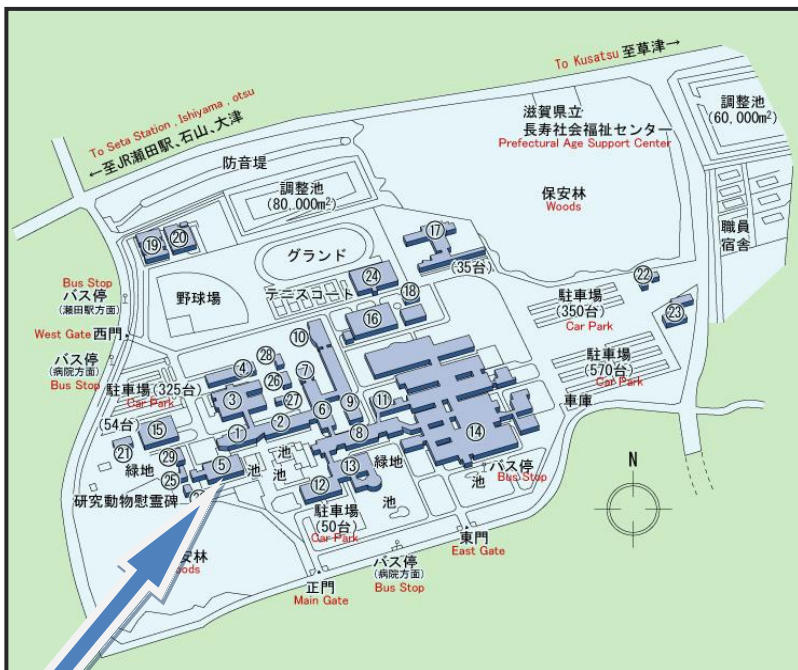 To Kusatsu 至草津→
To Seta Station , Ishiyama , otsu
←至JR瀬田駅、石山、大津
滋賀県立
長寿社会福祉センター
Prefectural Age Support Center
調整池
(60,000m²)
防音堤
調整池
(80,000m²)
保安林
Woods
職員
宿舎
⑰
(35台)
⑲
⑳
グランド
㉔
⑱
テニスコート
野球場
⑯
㉒
㉓
駐車場
(350台)
Car Park
駐車場
(570台)
Car Park
車庫
Bus Stop
バス停
(瀬田駅方面)
West Gate 西門
バス停
(病院方面)
Bus Stop
駐車場(325台)
Car Park
(54台)
⑩
㉘
④
㉖
⑦
③
㉗
⑨
⑪
②
⑥
①
⑧
⑭
⑮
㉑
緑地
㉙
㉕
⑤
池
池
池
⑫
⑬
緑地
池
池
バス停
Bus Stop
研究動物慰霊碑
駐車場
(50台)
Car Park
東門
East Gate
バス停
(病院方面)
Bus Stop
正門
Main Gate
安林
oods
N